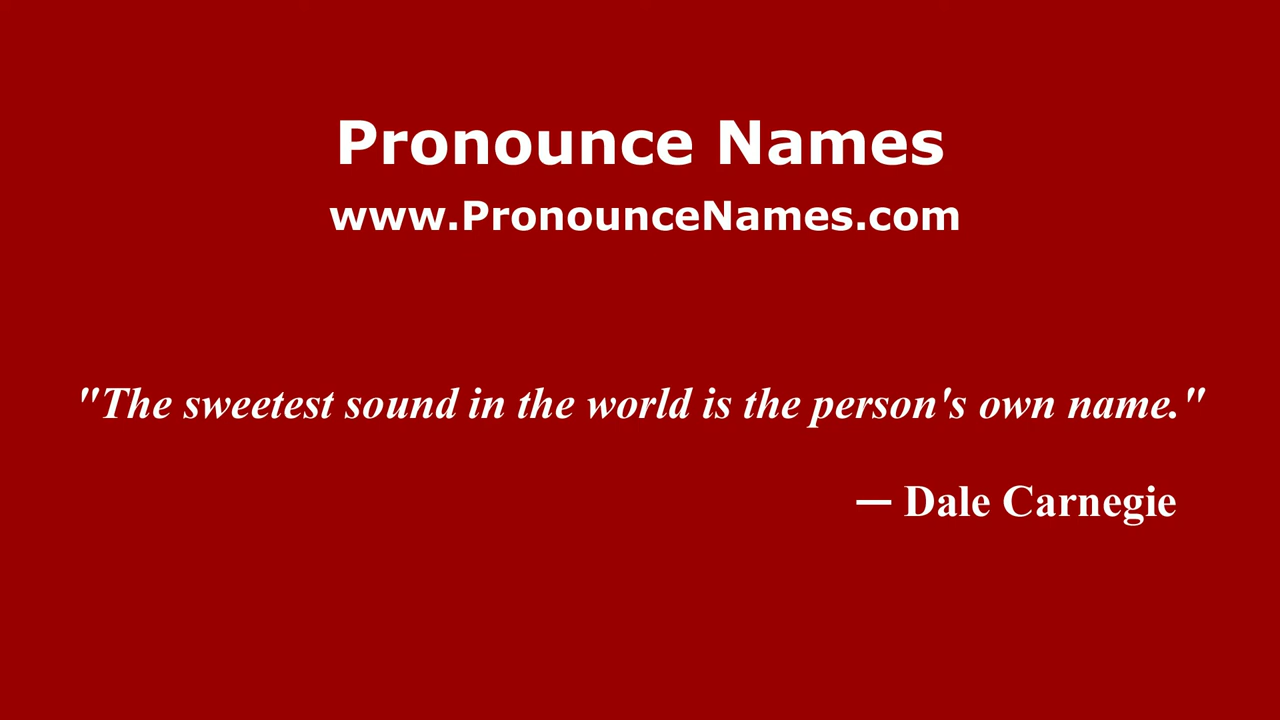 Pronounce Names
www.PronounceNames.com
"The sweetest sound in the world is the person's own name."
— Dale Carnegie